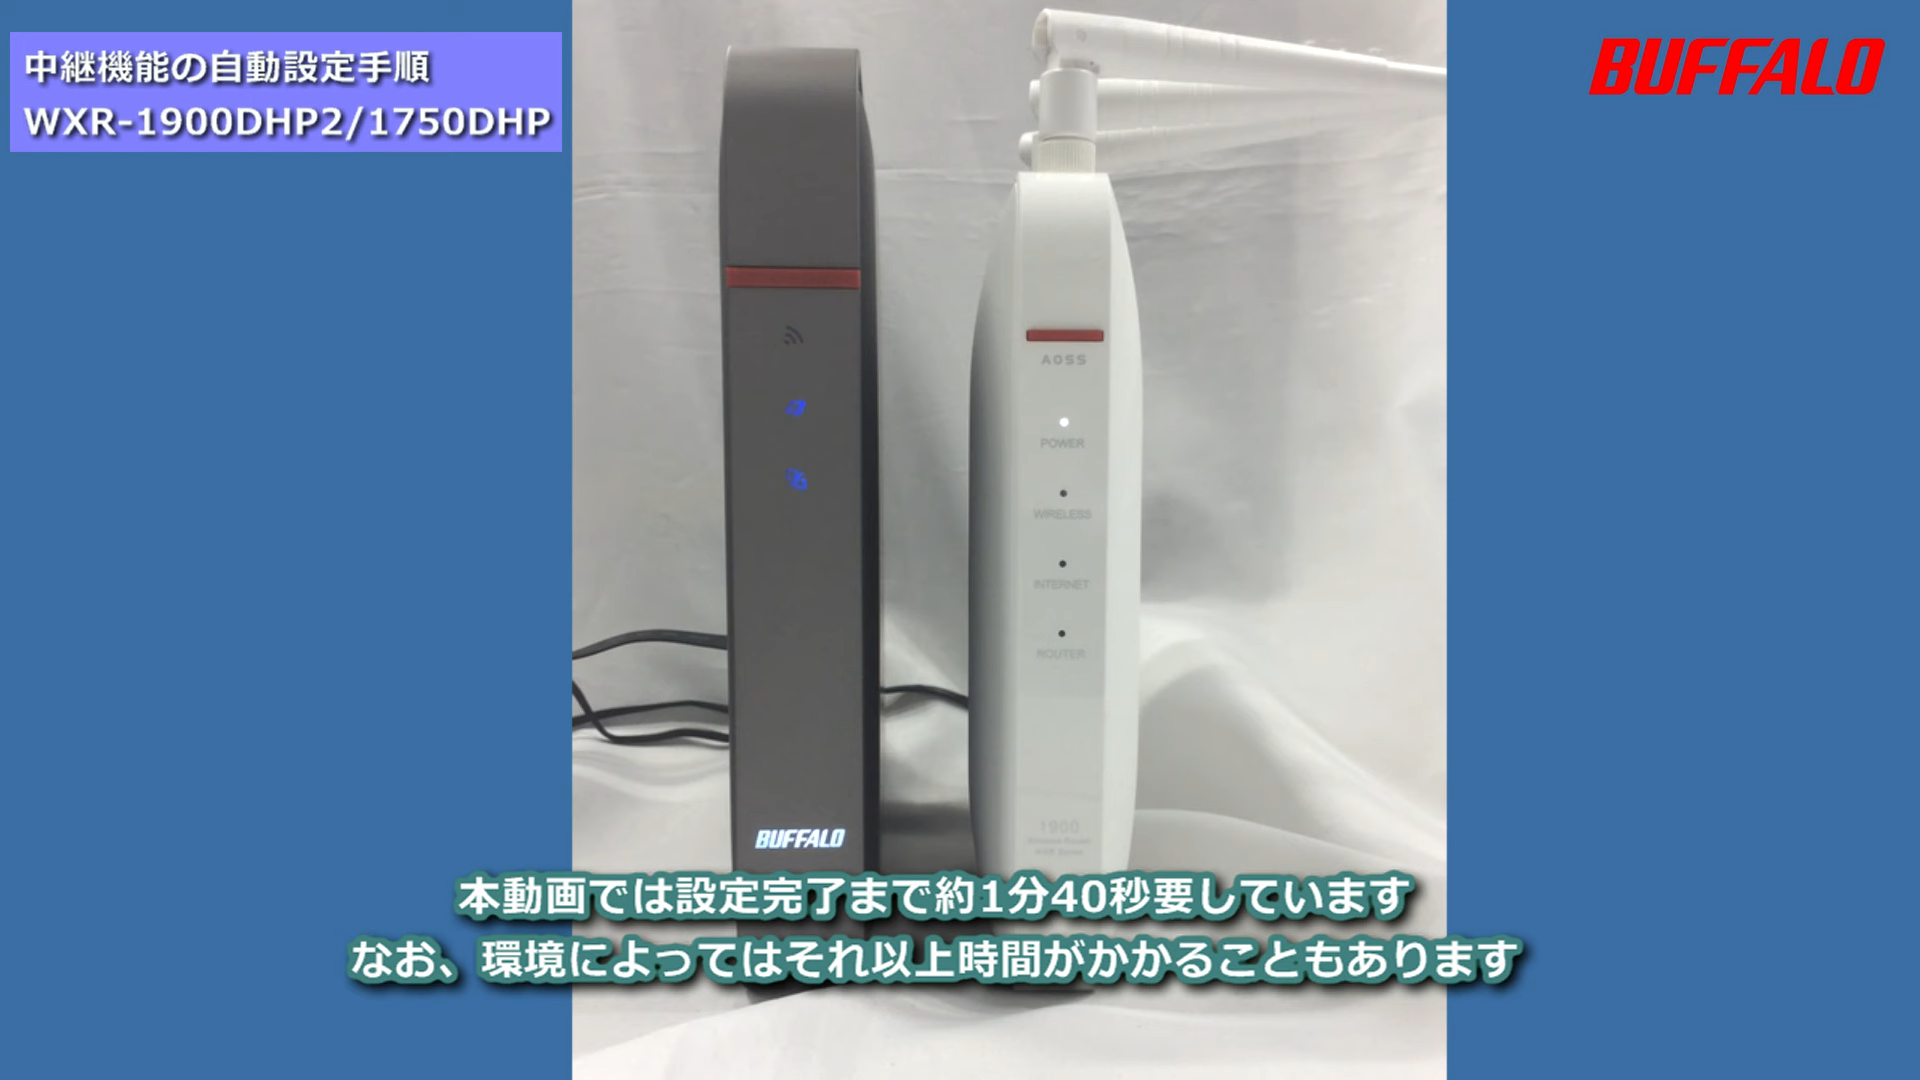 中継機能の自動設定手順
WXR-1900DHP2/1750DHP
BUFFALO
AOSS
POWER
WIRELESS
INTERNET
ROUTER
1900
BUFFALO
本動画では設定完了まで約1分40秒要しています
なお、環境によってはそれ以上時間がかかることもあります